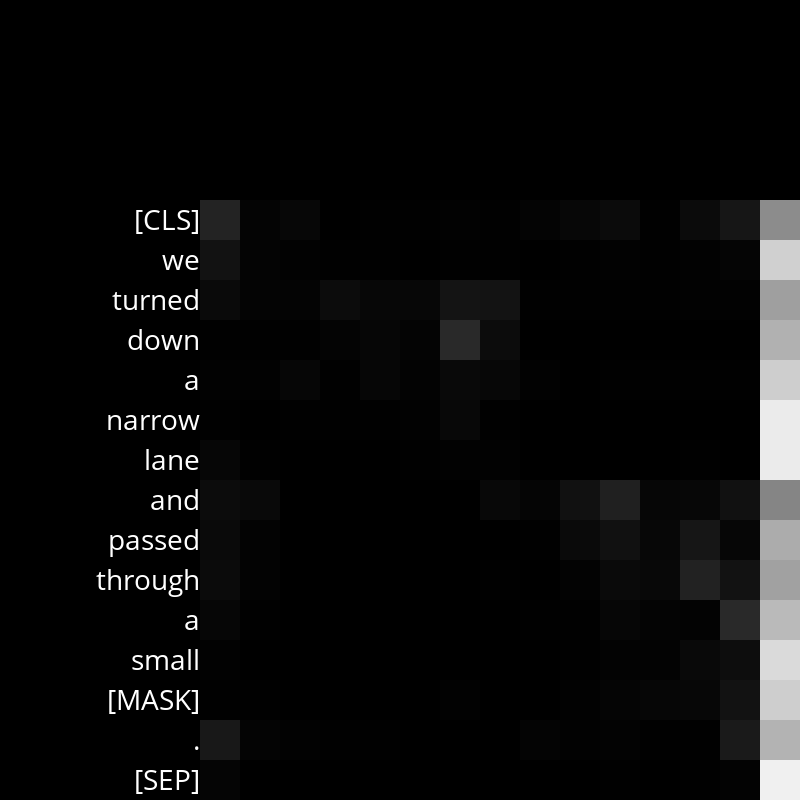 [CLS]
we
turned
down
a
narrow
lane
and
passed
through
a
small
[MASK]
.
[SEP]